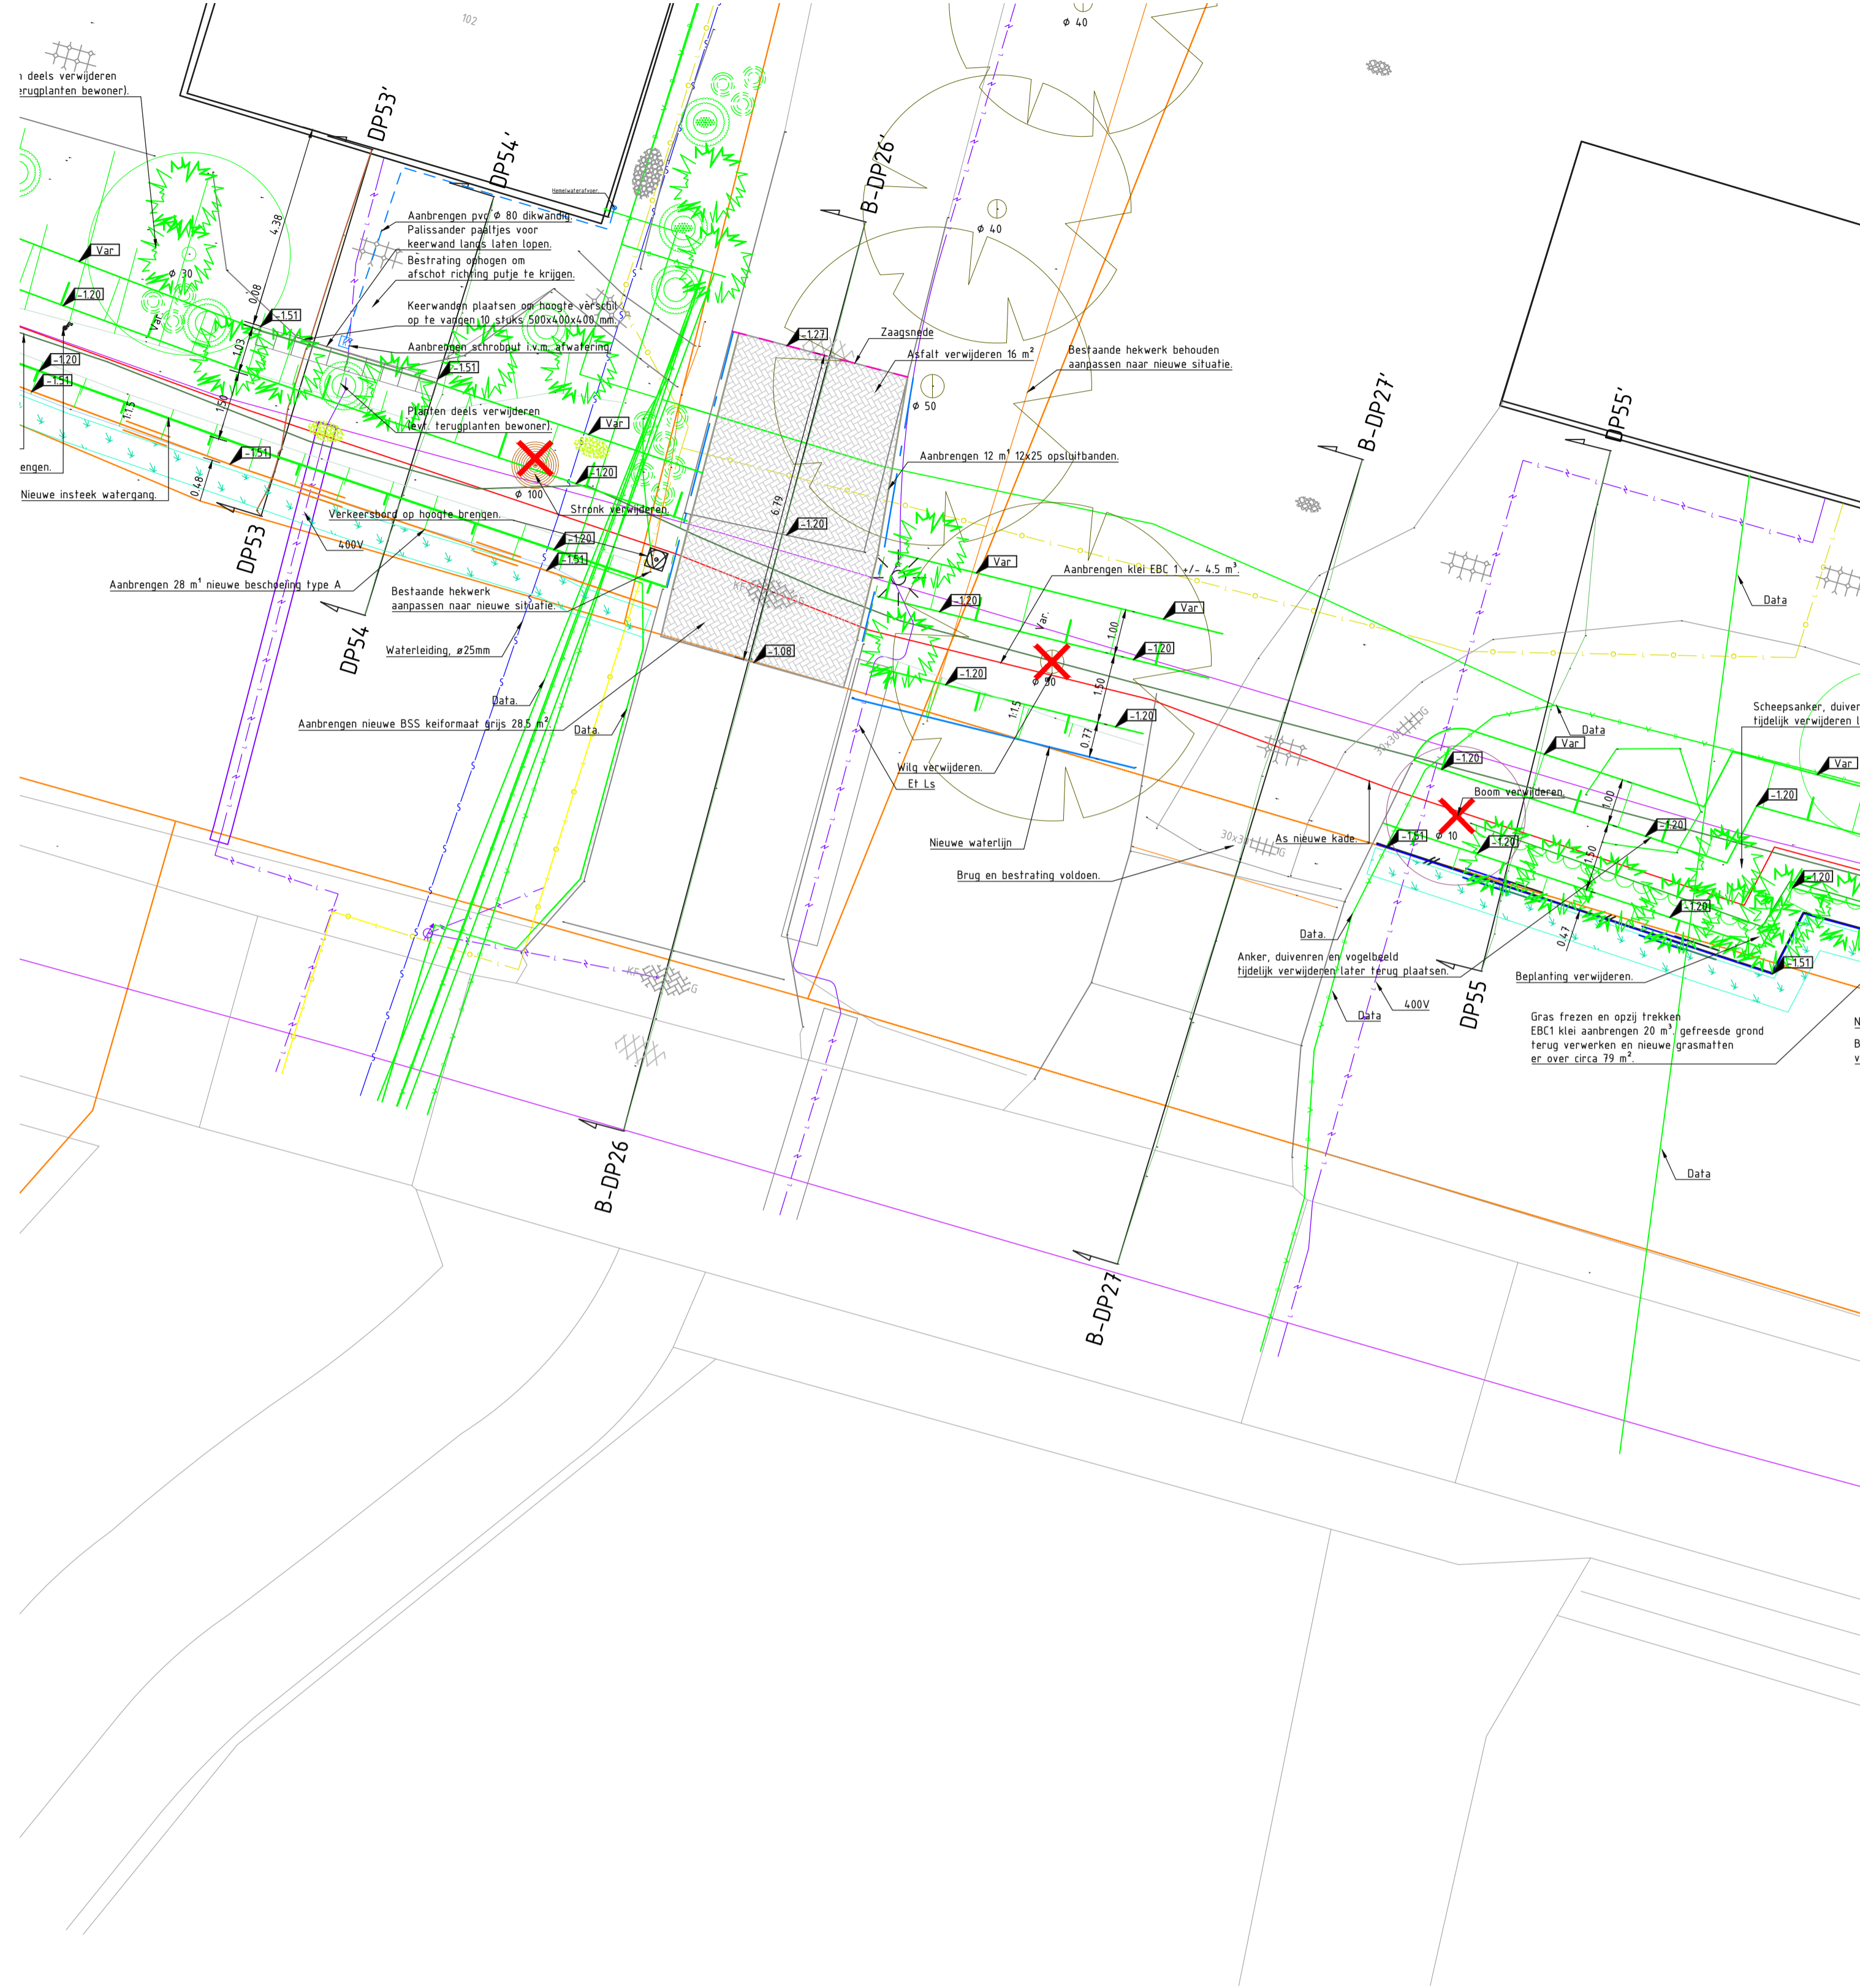 102
φ 40
deels verwijderen
terugplanten bewoner).
DP53'
DP54'
B-DP26'
Hemelwaterafvoer.
4.38
Aanbrengen pvc φ 80 dikwandig.
Palissander paaltjes voor
keerwand langs laten lopen.
Bestrating ophogen om
afschot richting putje te krijgen.
φ 40
Var
φ 30
-1.20
0.08
Var.
-1.51
1.03
Keerwanden plaatsen om hoogte verschil
op te vangen 10 stuks 500x400x400 mm.
Aanbrengen schrobput i.v.m. afwatering
-1.51
-1.27
Zaagsnede
Asfalt verwijderen 16 m²
Bestaande hekwerk behouden
aanpassen naar nieuwe situatie.
-1.20
-1.51
1:1.5
1.50
φ 50
B-DP27'
DP55'
Planten deels verwijderen
(evt. terugplanten bewoner).
Var
engen.
-1.51
0.48
-1.20
Aanbrengen 12 m¹ 12x25 opsluitbanden.
Nieuwe insteek watergang.
φ 100
Stronk verwijderen.
6.79
Verkeersbord op hoogte brengen.
-1.20
DP53
400V
-1.20
-1.51
Aanbrengen 28 m¹ nieuwe beschoeiing type A
Bestaande hekwerk
aanpassen naar nieuwe situatie.
KF
Var
Aanbrengen klei EBC 1 +/- 4.5 m³.
-1.20
Var.
Var
1.00
Data
DP54
Waterleiding, ø25mm
-1.08
-1.20
-1.20
φ 90
1.50
Data.
Aanbrengen nieuwe BSS keiformaat grijs 28.5 m²
Data.
1:1.5
-1.20
0.77
30x30
G
Data
Var
Scheepsanker, duiven
tijdelijk verwijderen l
Wilg verwijderen.
Et Ls
-1.20
Var
Boom verwijderen.
1.00
-1.20
Nieuwe waterlijn
30x30
G
As nieuwe kade.
-1.51
φ 10
-1.20
-1.20
1.50
Brug en bestrating voldoen.
-1.20
-1.20
Data.
0.47
Anker, duivenren en vogelbeeld
tijdelijk verwijderen later terug plaatsen.
-1.51
Beplanting verwijderen.
KF
G
400V
Data
DP55
Gras frezen en opzij trekken
EBC1 klei aanbrengen 20 m³, gefreesde grond
terug verwerken en nieuwe grasmatten
er over circa 79 m².
N
B
v
B-DP26
Data
B-DP27